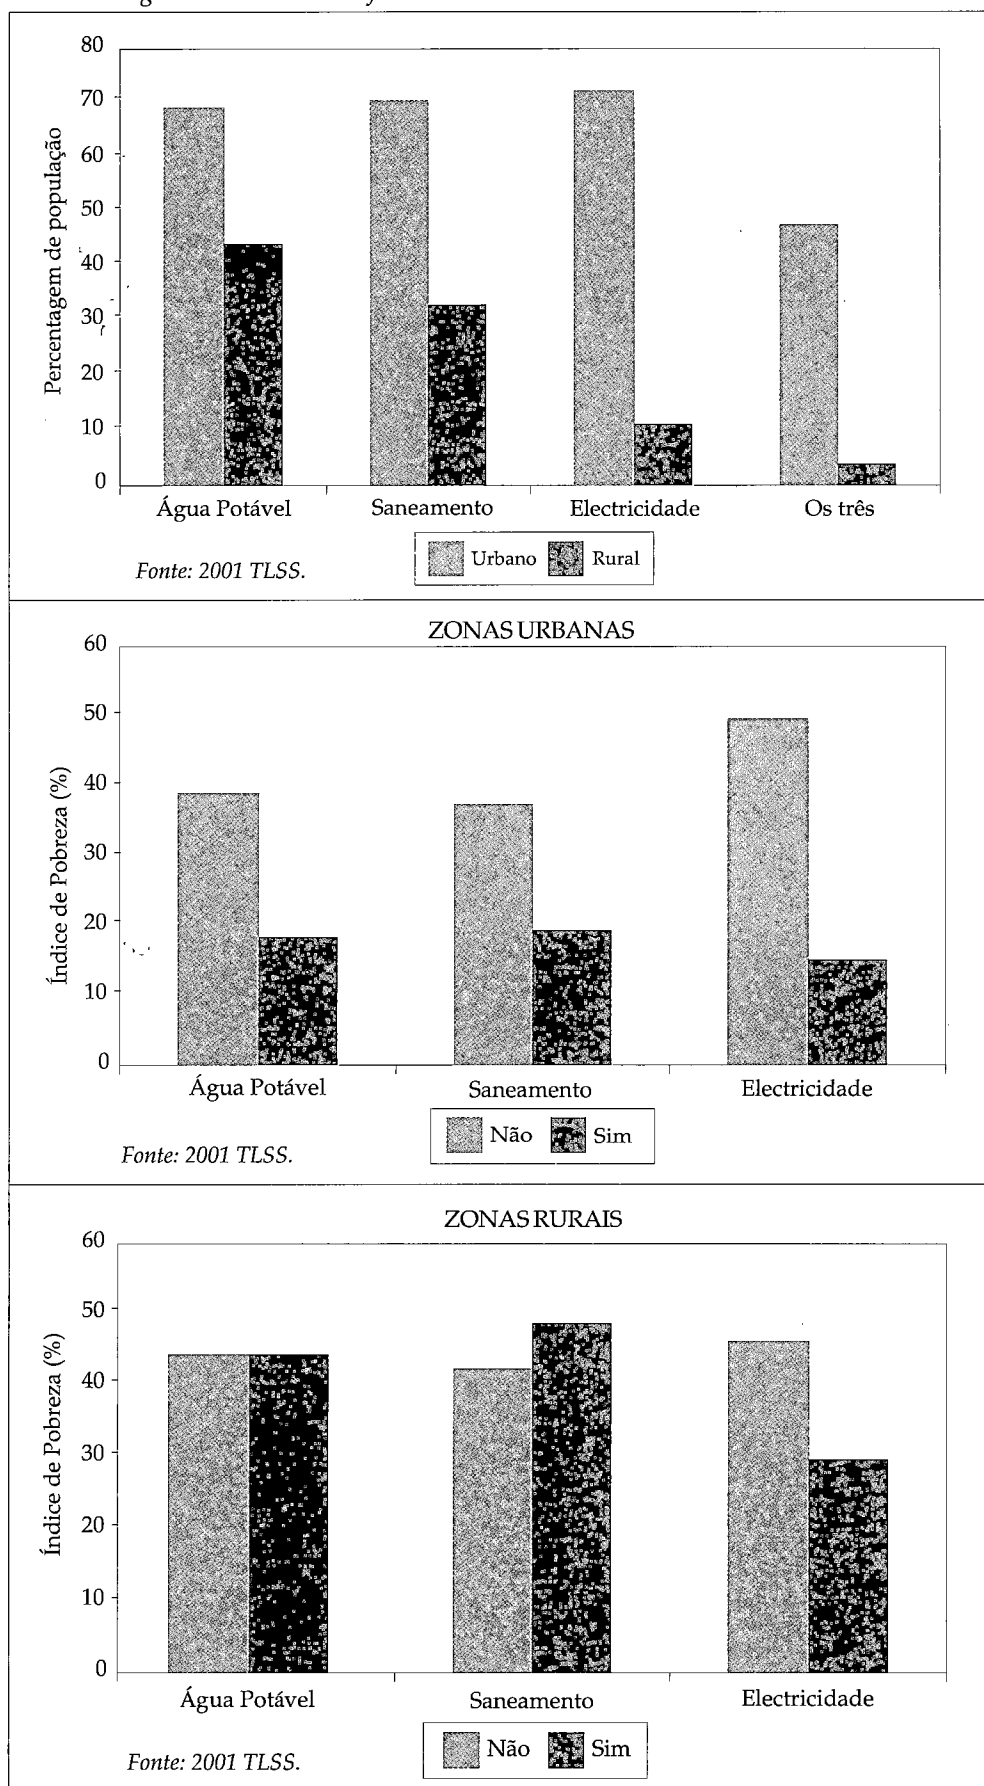 80
70
60
50
40
30
20
10
0
Percentagem de população
Água Potável Saneamento Electricidade Os três
Urbano Rural
Fonte: 2001 TLSS.
ZONAS URBANAS
60
50
40
30
20
10
0
Índice de Pobreza (%)
Água Potável Saneamento Electricidade
Não Sim
Fonte: 2001 TLSS.
ZONAS RURAIS
60
50
40
30
20
10
0
Índice de Pobreza (%)
Água Potável Saneamento Electricidade
Não Sim
Fonte: 2001 TLSS.